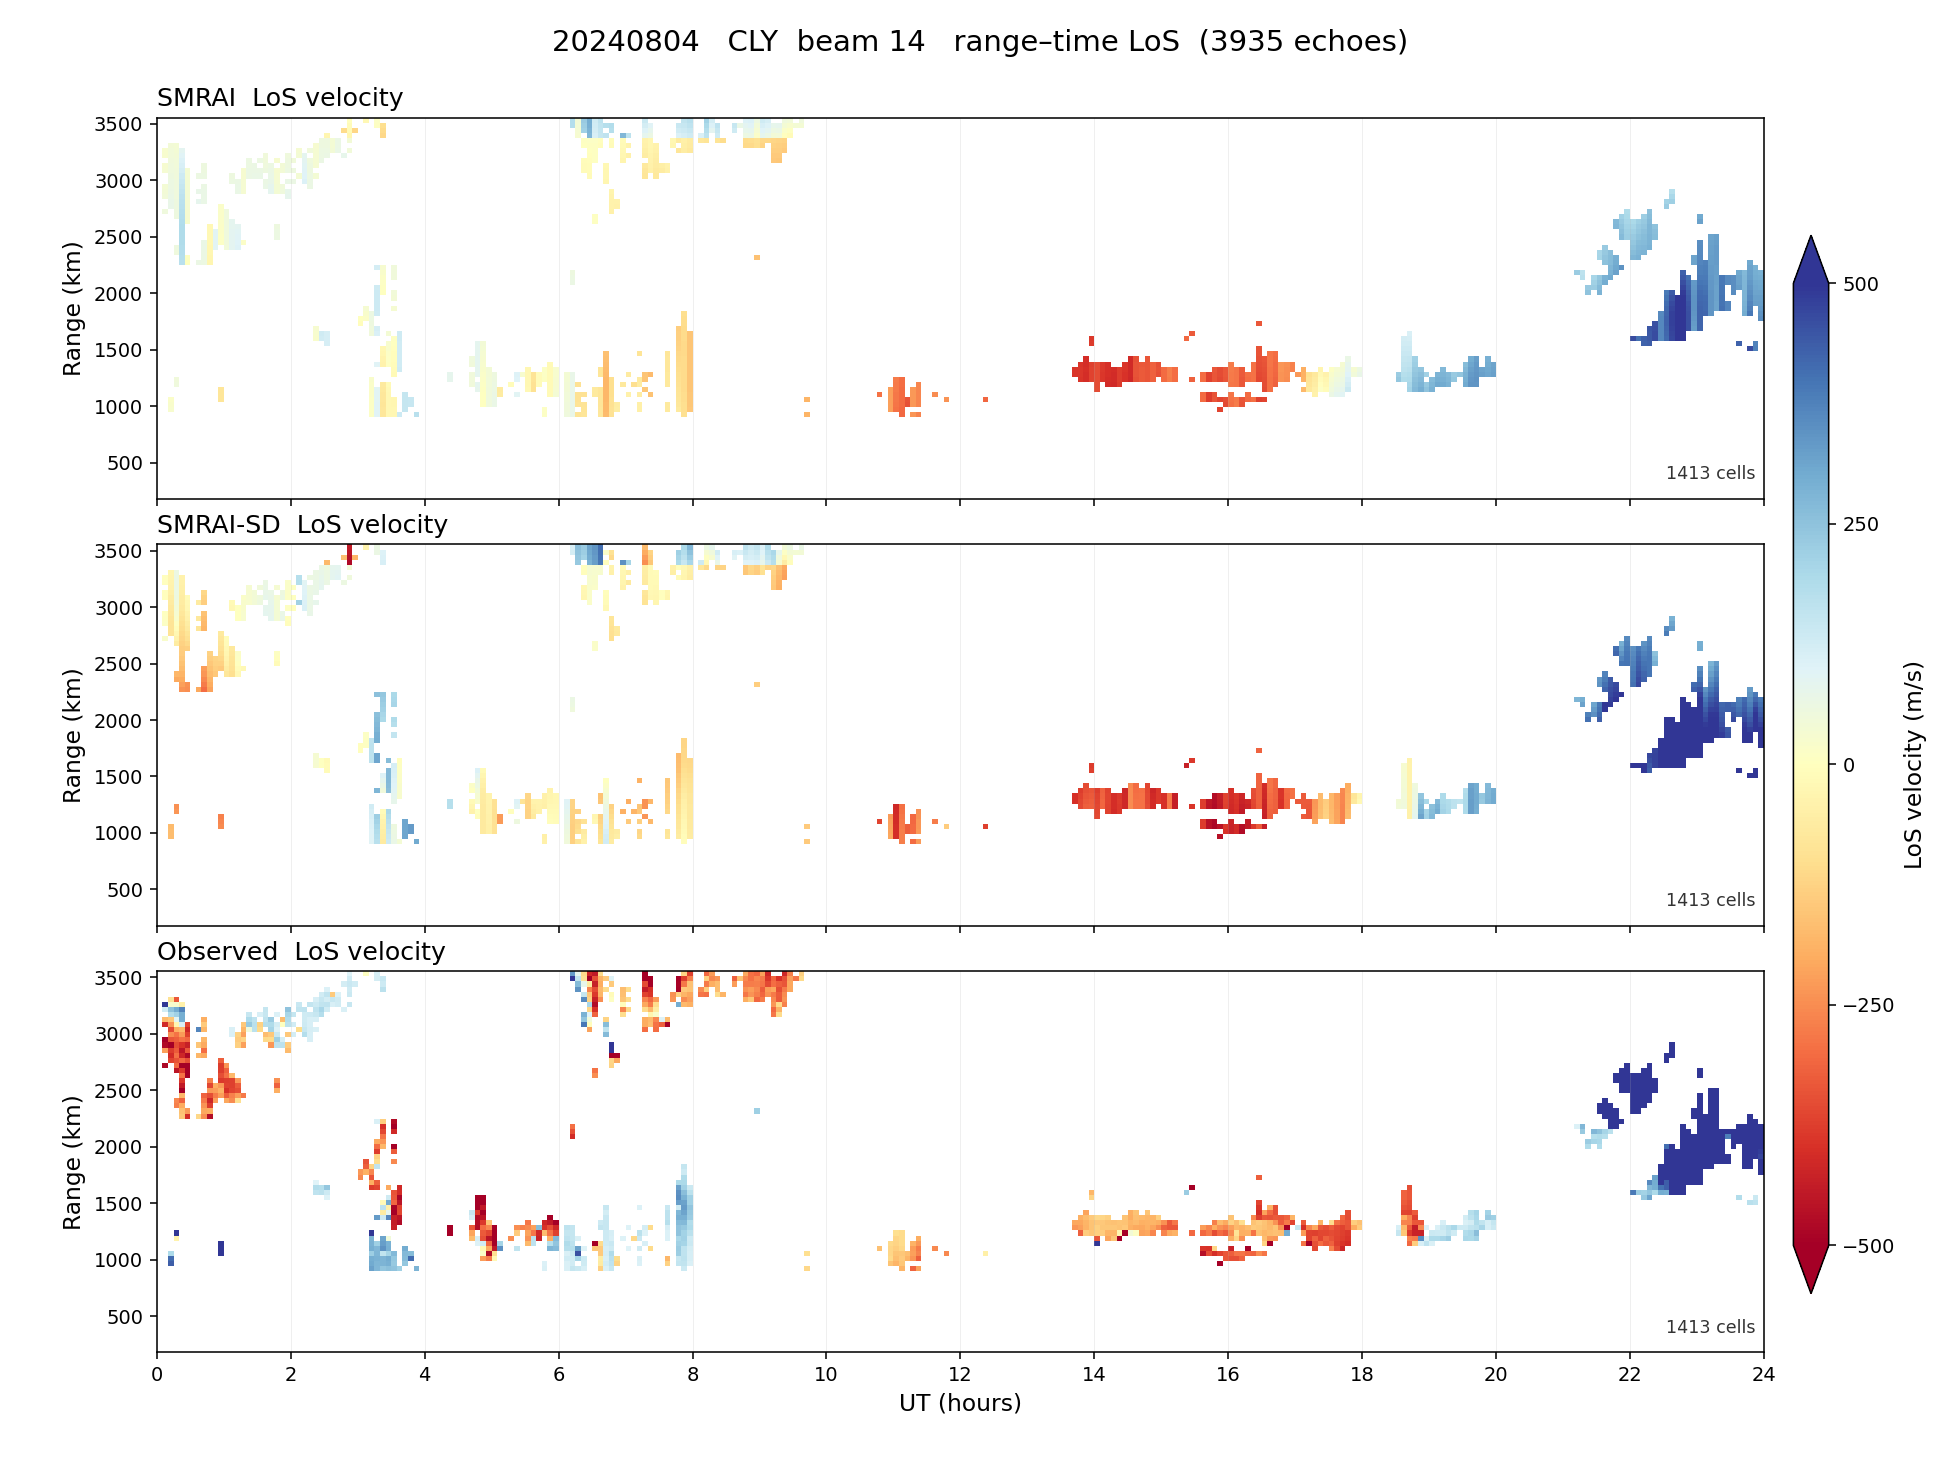 20240804   CLY  beam 14   range–time LoS  (3935 echoes)
SMRAI  LoS velocity
3500
3000
2500
2000
1500
1000
500
Range (km)
1413 cells
SMRAI-SD  LoS velocity
3500
3000
2500
2000
1500
1000
500
Range (km)
1413 cells
Observed  LoS velocity
3500
3000
2500
2000
1500
1000
500
Range (km)
1413 cells
0 2 4 6 8 10 12 14 16 18 20 22 24
UT (hours)
500
250
0
−250
−500
LoS velocity (m/s)